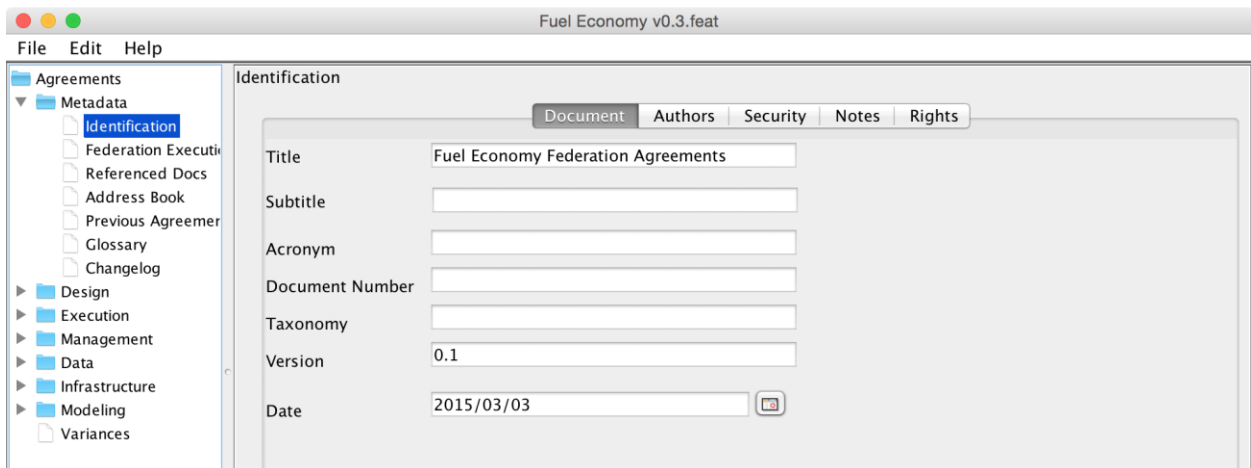 Fuel Economy v0.3.feat
File Edit Help
Agreements
Metadata
Identification
Federation Executi
Referenced Docs
Address Book
Previous Agreemer
Glossary
Changelog
Design
Execution
Management
Data
Infrastructure
Modeling
Variances
Identification
Document Authors Security Notes Rights
Title Fuel Economy Federation Agreements
Subtitle
Acronym
Document Number
Taxonomy
Version 0.1
Date 2015/03/03